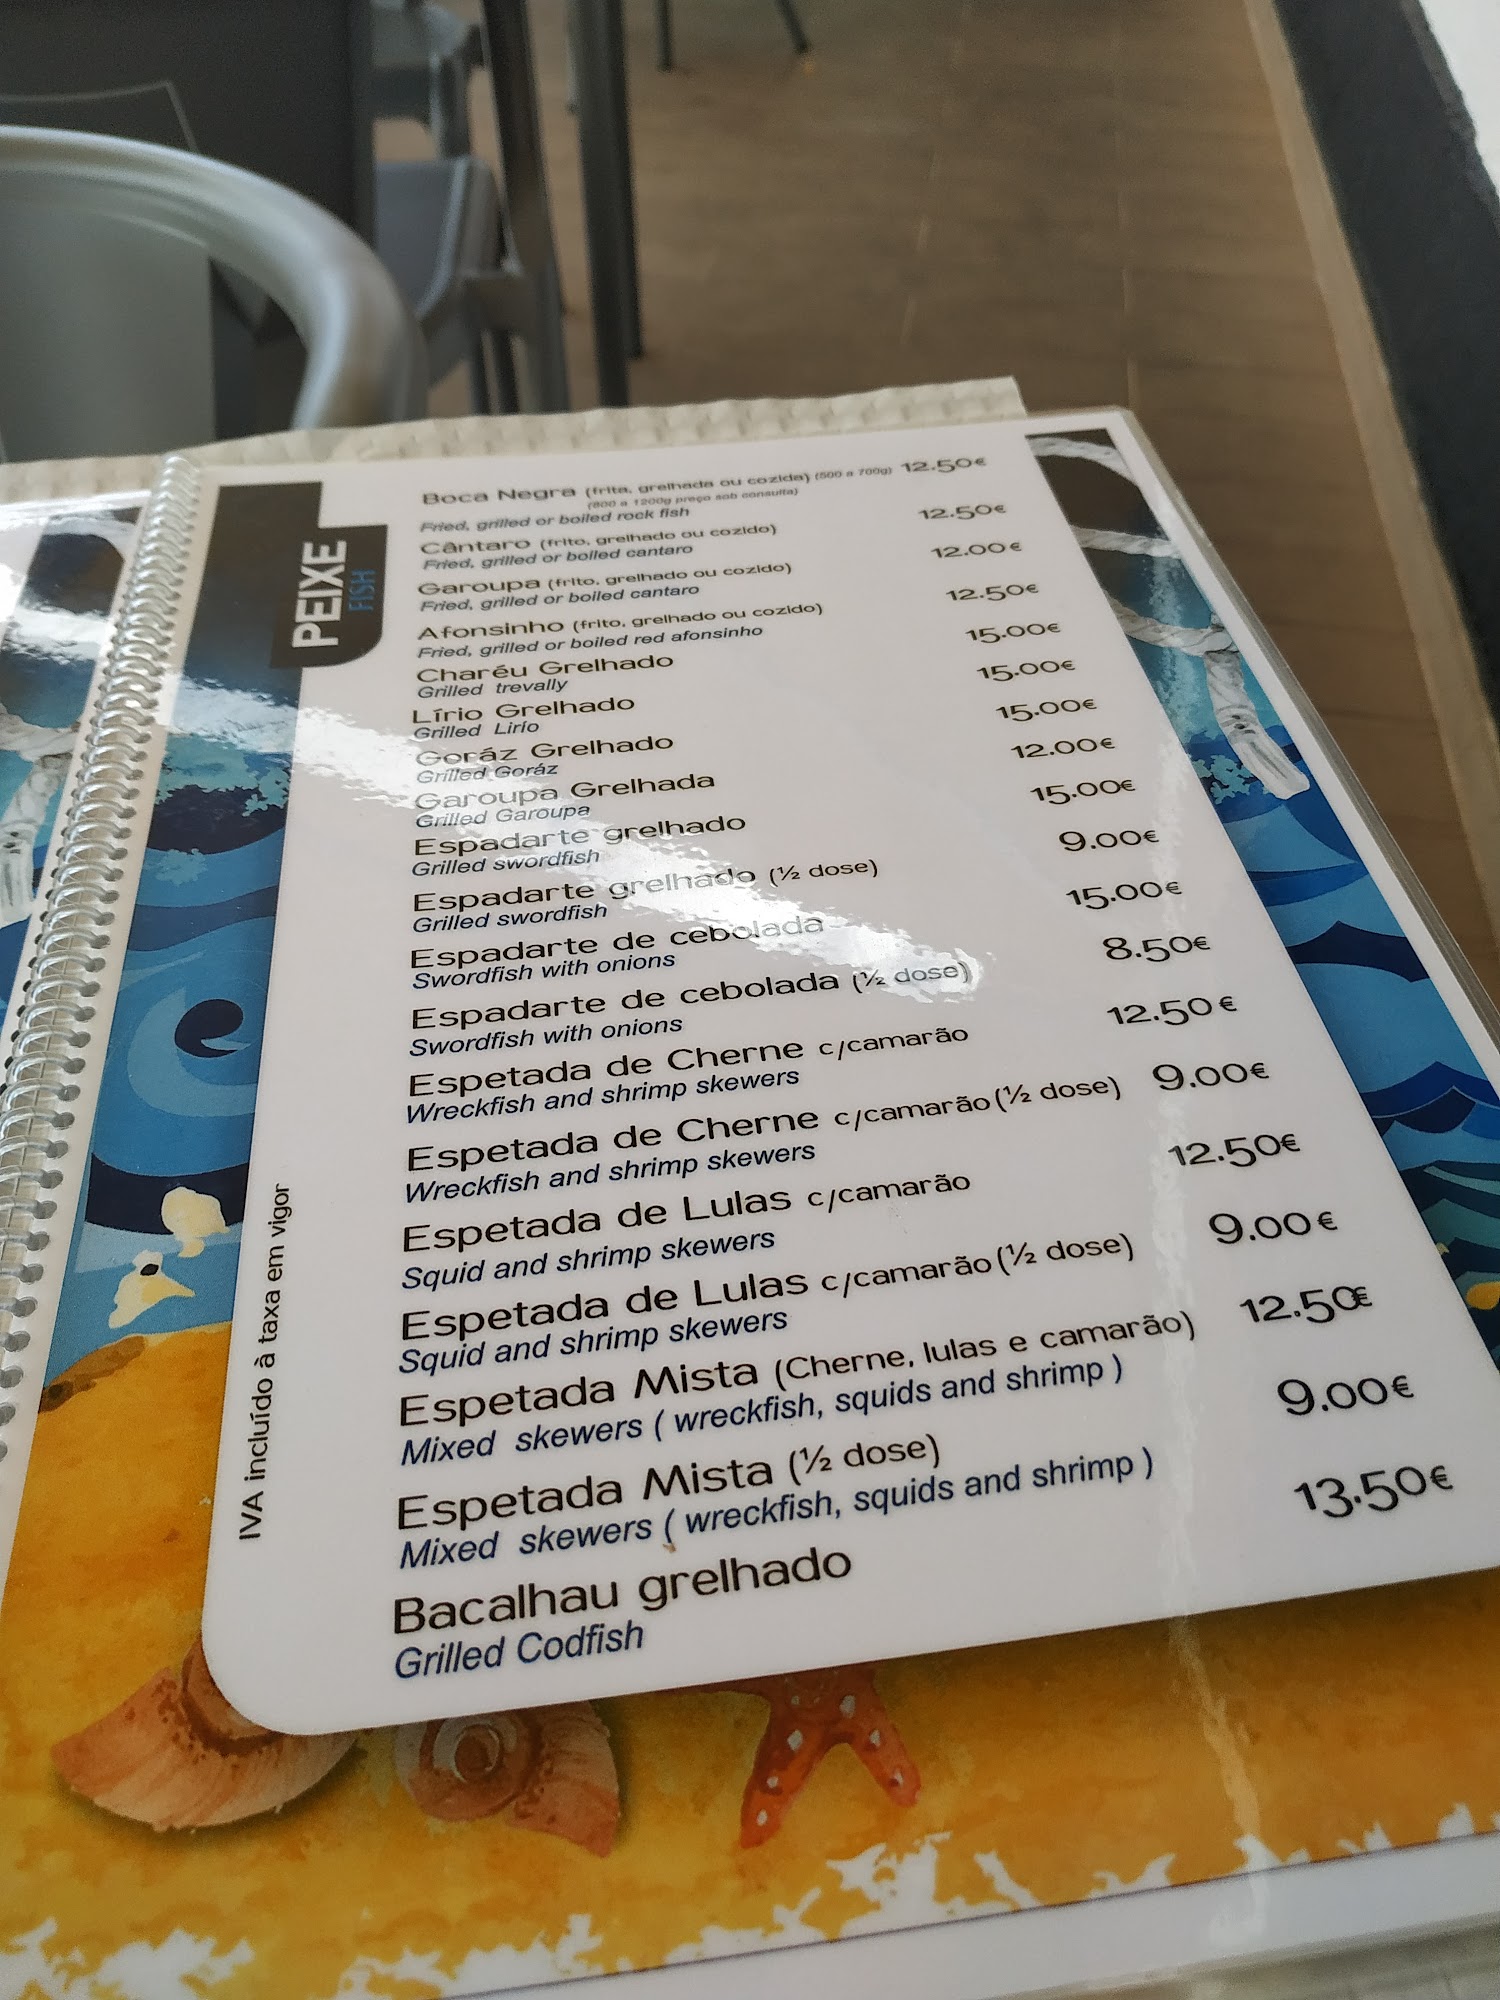 PEIXE
FISH
Boca Negra (frita, grelhada ou cozida) (500 a 700g) 12.50€
(800 a 1200g preço sob consulta)
Fried, grilled or boiled rock fish
Cântaro (frito, grelhado ou cozido) 12.50€
Fried, grilled or boiled cantaro
Garoupa (frito, grelhado ou cozido) 12.00€
Fried, grilled or boiled cantaro
Afonsinho (frito, grelhado ou cozido) 12.50€
Fried, grilled or boiled red afonsinho
Charéu Grelhado 15.00€
Grilled trevally
Lírio Grelhado 15.00€
Grilled Lirio
Goráz Grelhado 15.00€
Grilled Goráz
Garoupa Grelhada 12.00€
Grilled Garoupa
Espadarte grelhado 15.00€
Grilled swordfish
Espadarte grelhado (½ dose) 9.00€
Grilled swordfish
Espadarte de cebolada 15.00€
Swordfish with onions
Espadarte de cebolada (½ dose) 8.50€
Swordfish with onions
Espetada de Cherne c/camarão 12.50€
Wreckfish and shrimp skewers
Espetada de Cherne c/camarão (½ dose) 9.00€
Wreckfish and shrimp skewers
Espetada de Lulas c/camarão 12.50€
Squid and shrimp skewers
Espetada de Lulas c/camarão (½ dose) 9.00€
Squid and shrimp skewers
Espetada Mista (Cherne, lulas e camarão) 12.50€
Mixed skewers ( wreckfish, squids and shrimp )
Espetada Mista (½ dose) 9.00€
Mixed skewers ( wreckfish, squids and shrimp )
Bacalhau grelhado 13.50€
Grilled Codfish
IVA incluído à taxa em vigor